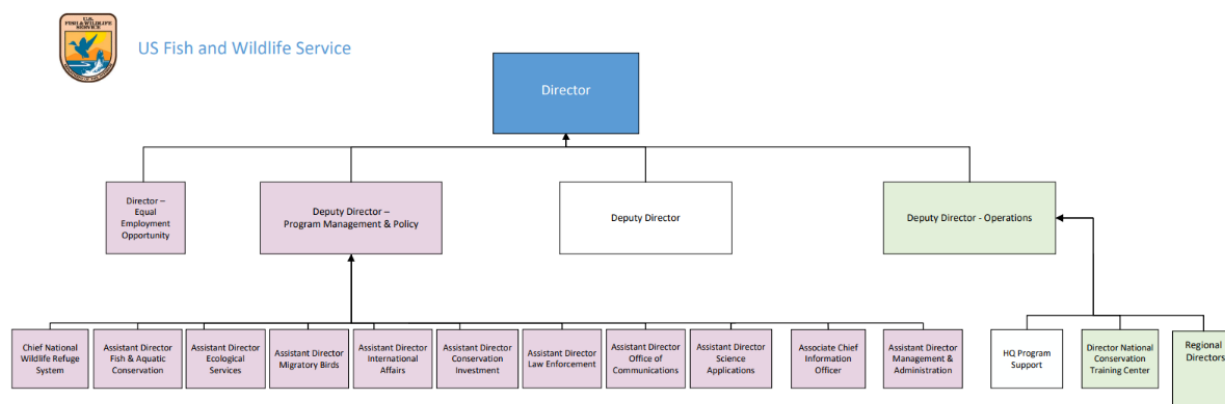 U.S.
FISH & WILDLIFE
SERVICE
US Fish and Wildlife Service
Director
Director –
Equal
Employment
Opportunity
Deputy Director –
Program Management & Policy
Deputy Director
Deputy Director - Operations
Chief National
Wildlife Refuge
System
Assistant Director
Fish & Aquatic
Conservation
Assistant Director
Ecological
Services
Assistant Director
Migratory Birds
Assistant Director
International
Affairs
Assistant Director
Conservation
Investment
Assistant Director
Law Enforcement
Assistant Director
Office of
Communications
Assistant Director
Science
Applications
Associate Chief
Information
Officer
Assistant Director
Management &
Administration
HQ Program
Support
Director National
Conservation
Training Center
Regional
Directors